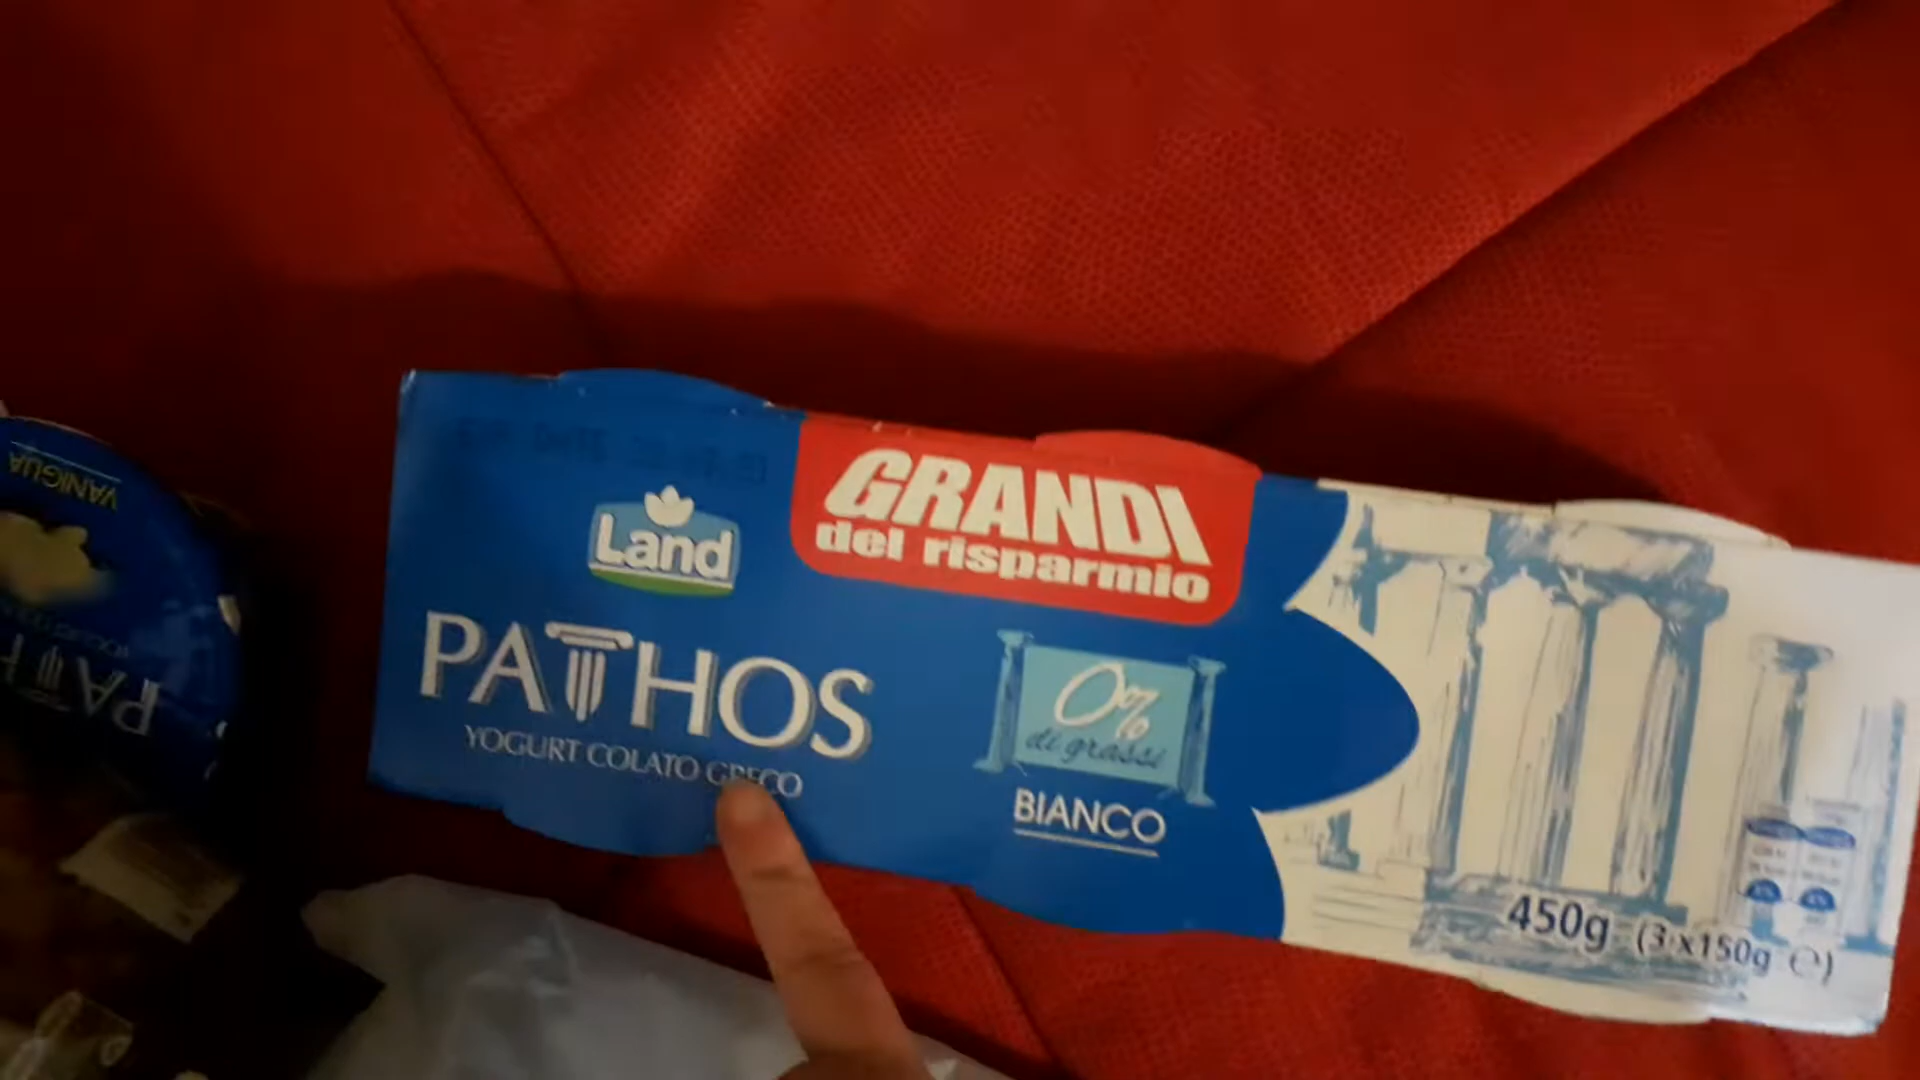 VANIGLIA
Land
GRANDI
del risparmio
PATHOS
YOGURT COLATO GRECO
0%
di grassi
BIANCO
450g (3 x 150g ℮)